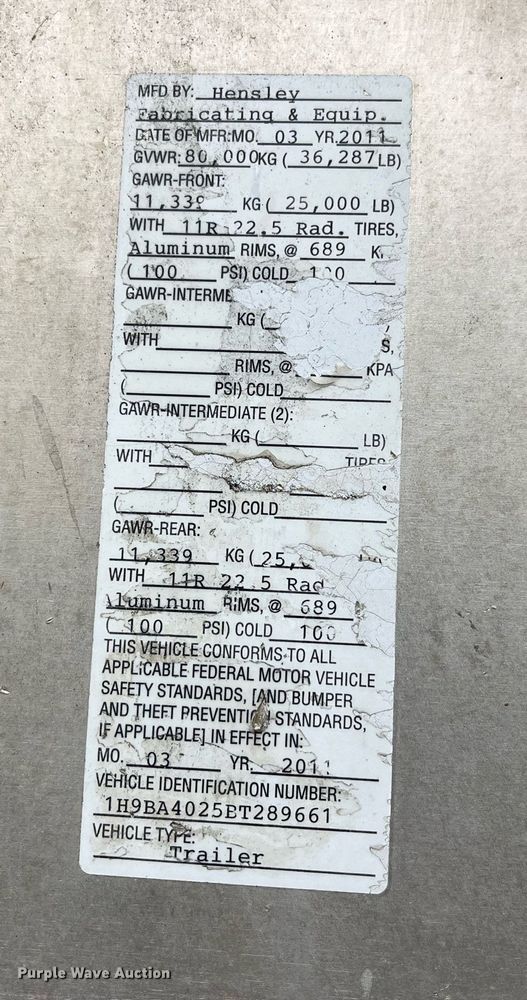 MFD BY: Hensley
Fabricating & Equip.
DATE OF MFR: MO. 03 YR. 2011
GVWR: 80,000 KG ( 36,287 LB)
GAWR-FRONT:
11,339 KG ( 25,000 LB)
WITH 11R 22.5 Rad. TIRES,
Aluminum RIMS, @ 689
( 100 PSI) COLD
GAWR-
KG (
WITH
RIMS, @ KPA
( PSI) COLD
GAWR-INTERMEDIATE (2):
KG ( LB)
WITH TIRES
( PSI) COLD
GAWR-REAR:
11,339 KG ( 25,
WITH 11R 22.5 Rad
Aluminum RIMS, @ 689
( 100 PSI) COLD 100
THIS VEHICLE CONFORMS TO ALL
APPLICABLE FEDERAL MOTOR VEHICLE
SAFETY STANDARDS, [AND BUMPER
AND THEFT PREVENTION STANDARDS,
IF APPLICABLE] IN EFFECT IN:
MO. 03 YR. 2011
VEHICLE IDENTIFICATION NUMBER:
1H9BA4025BT289661
VEHICLE TYPE:
Trailer
Purple Wave Auction